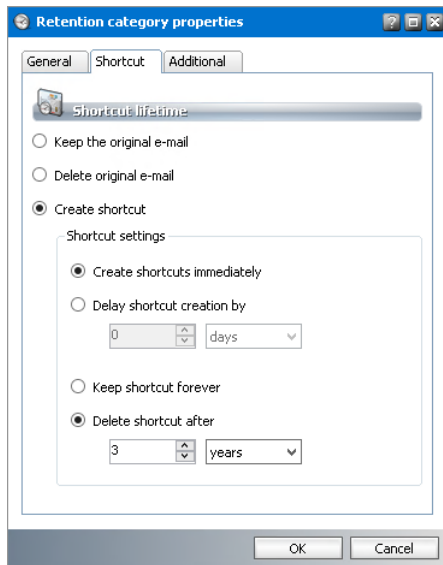 Retention category properties
General Shortcut Additional
Shortcut lifetime
Keep the original e-mail
Delete original e-mail
Create shortcut
Shortcut settings
Create shortcuts immediately
Delay shortcut creation by
0 days
Keep shortcut forever
Delete shortcut after
3 years
OK Cancel